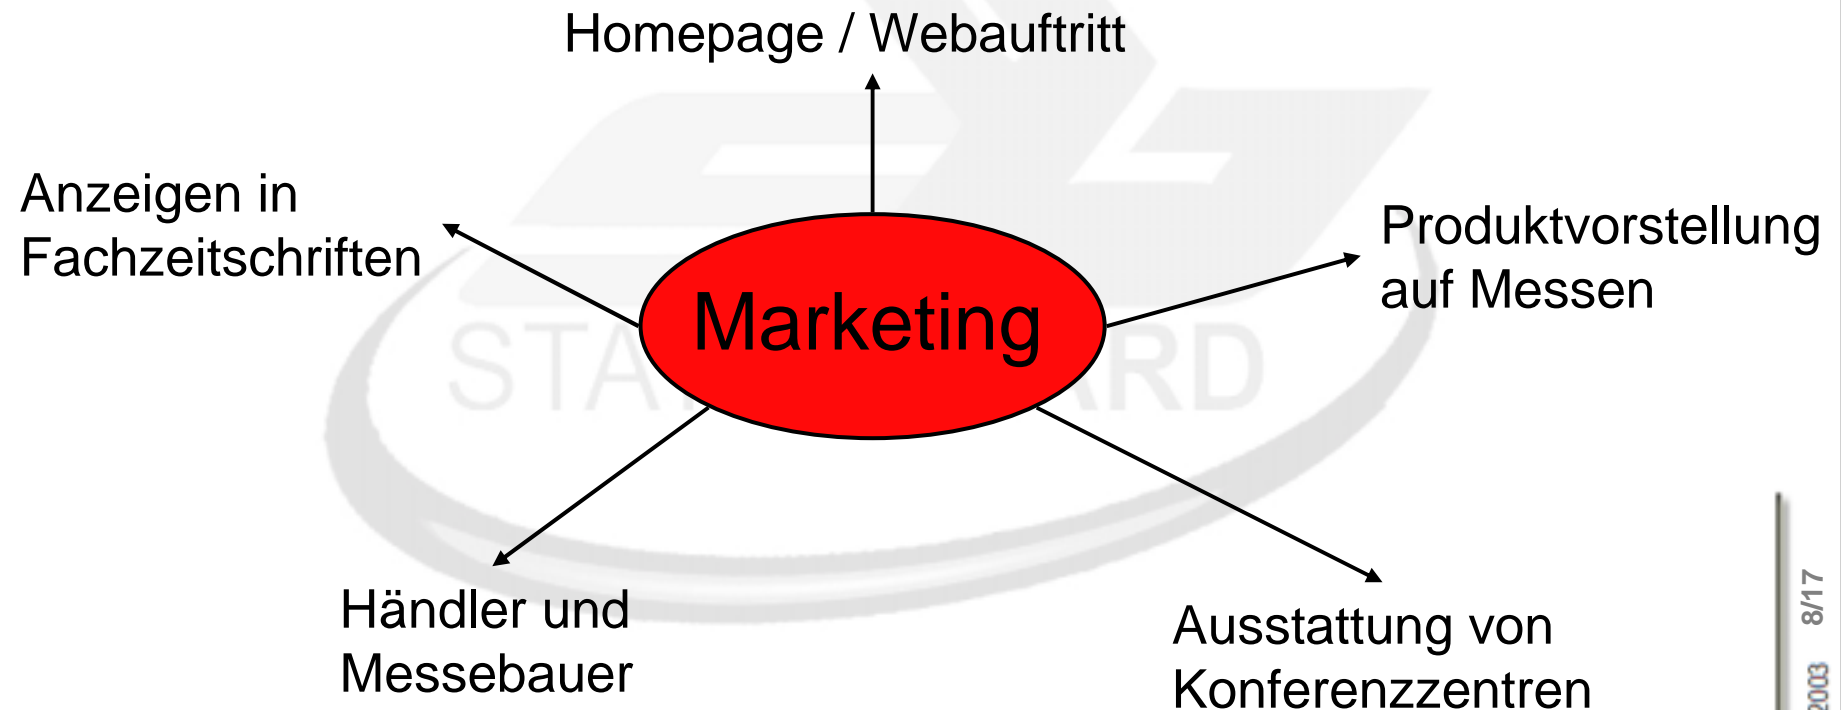 Homepage / Webauftritt
Anzeigen in
Fachzeitschriften
Produktvorstellung
auf Messen
Marketing
Händler und
Messebauer
Ausstattung von
Konferenzzentren
8/17
2003